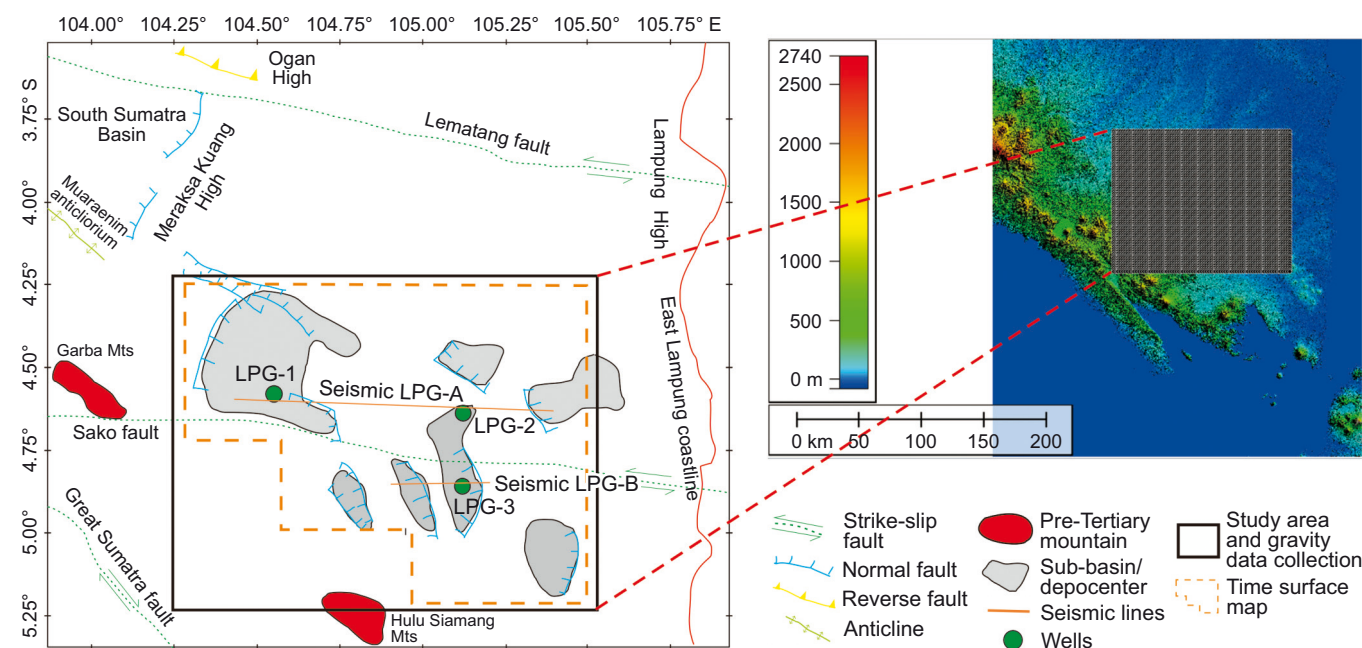 104.00° 104.25° 104.50° 104.75° 105.00° 105.25° 105.50° 105.75° E
3.75° S
4.00°
4.25°
4.50°
4.75°
5.00°
5.25°
Ogan
High
South Sumatra
Basin
Meraksa Kuang
High
Muaraenim
anticliorium
Lematang fault
Lampung High
East Lampung coastline
Garba Mts
LPG-1
Seismic LPG-A
LPG-2
Sako fault
Seismic LPG-B
LPG-3
Great Sumatra fault
Hulu Siamang
Mts
2740
2000
1500
1000
500
0 m
0 km 50 100 150 200
Strike-slip
fault
Normal fault
Reverse fault
Anticline
Pre-Tertiary
mountain
Sub-basin/
depocenter
Seismic lines
Wells
Study area
and gravity
data collection
Time surface
map